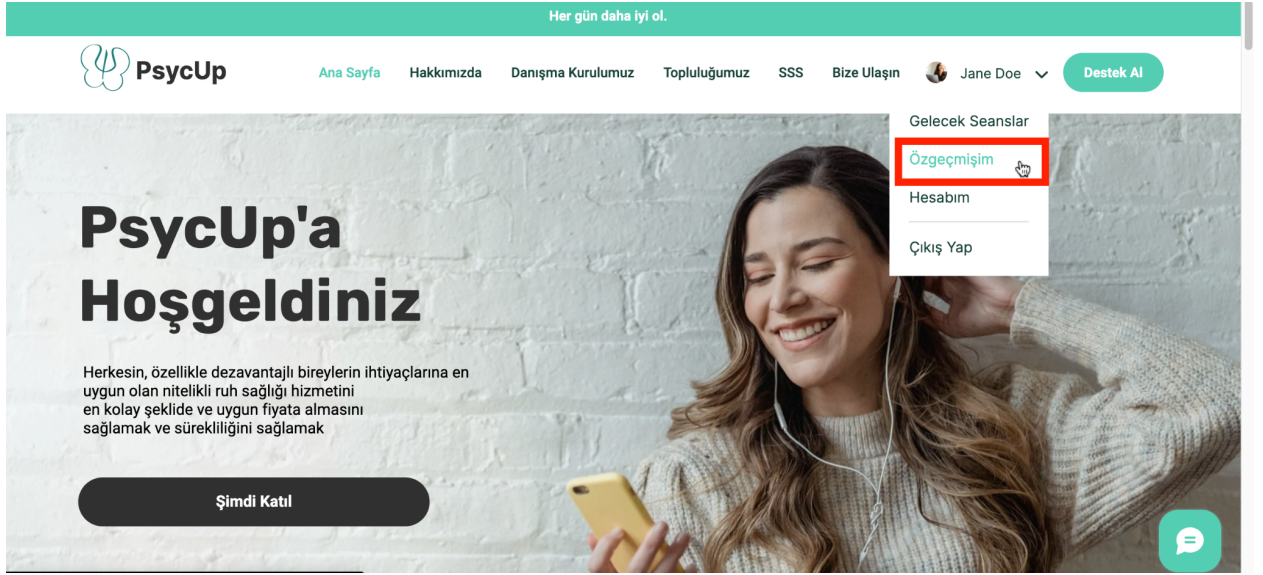 Her gün daha iyi ol.
PsycUp
Ana Sayfa
Hakkımızda
Danışma Kurulumuz
Topluluğumuz
SSS
Bize Ulaşın
Jane Doe
Destek Al
Gelecek Seanslar
Özgeçmişim
Hesabım
Çıkış Yap
PsycUp'a
Hoşgeldiniz
Herkesin, özellikle dezavantajlı bireylerin ihtiyaçlarına en
uygun olan nitelikli ruh sağlığı hizmetini
en kolay şeklide ve uygun fiyata almasını
sağlamak ve sürekliliğini sağlamak
Şimdi Katıl